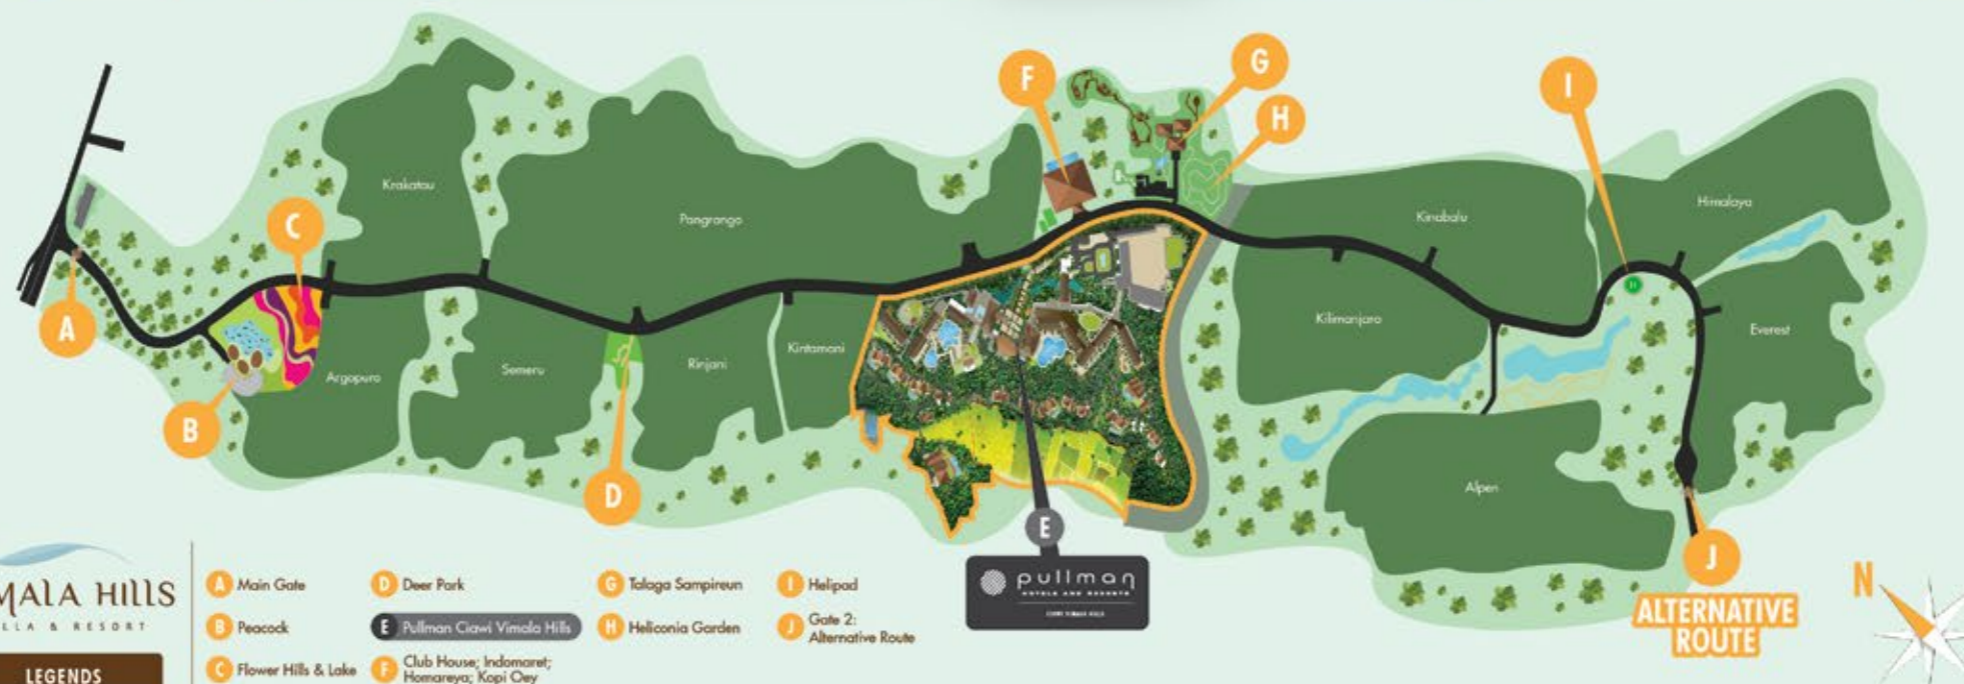 F
G
H
I
C
A
B
D
E
J
Krakatau
Pangrango
Kinabalu
Himalaya
Argopuro
Semeru
Rinjani
Kintamani
Kilimanjaro
Everest
Alpen
pullman
HOTELS AND RESORTS
N
ALTERNATIVE
ROUTE
MALA HILLS
LLA & RESORT
LEGENDS
A Main Gate
B Peacock
C Flower Hills & Lake
D Deer Park
E Pullman Ciawi Vimala Hills
F Club House; Indomaret;
Homareya; Kopi Oey
G Talaga Sampireun
H Heliconia Garden
I Helipad
J Gate 2:
Alternative Route